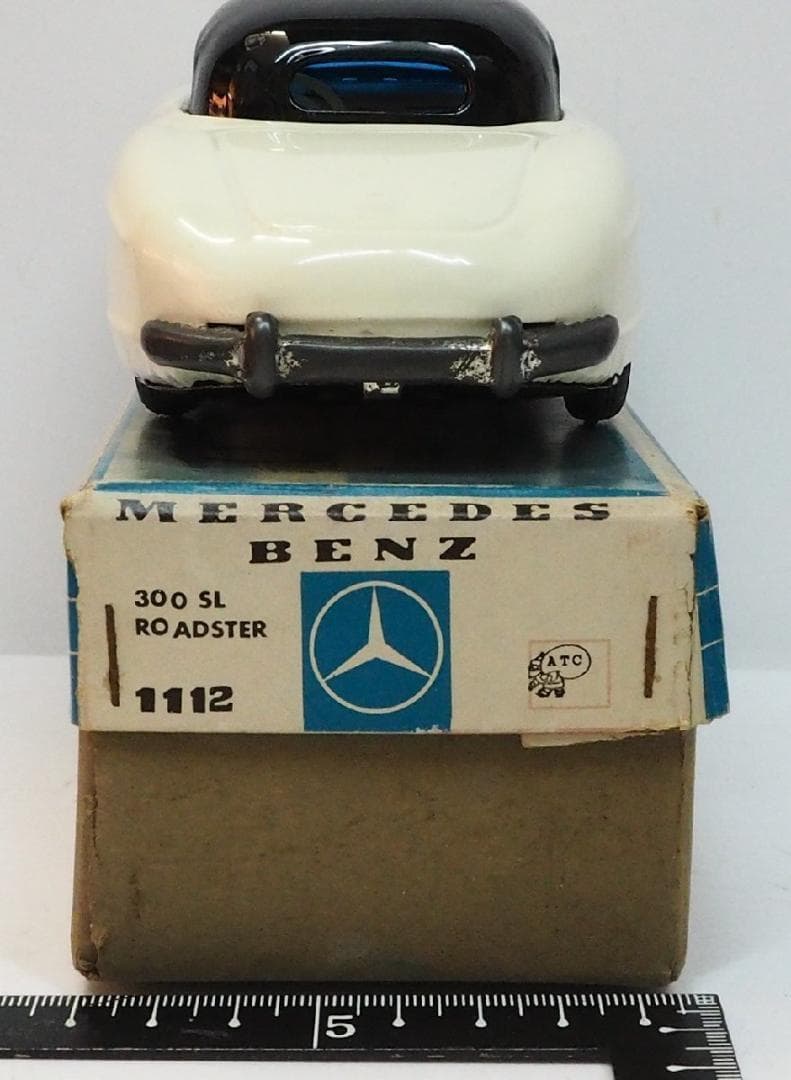 MERCEDES
BENZ
300 SL
ROADSTER
1112
ATC
5